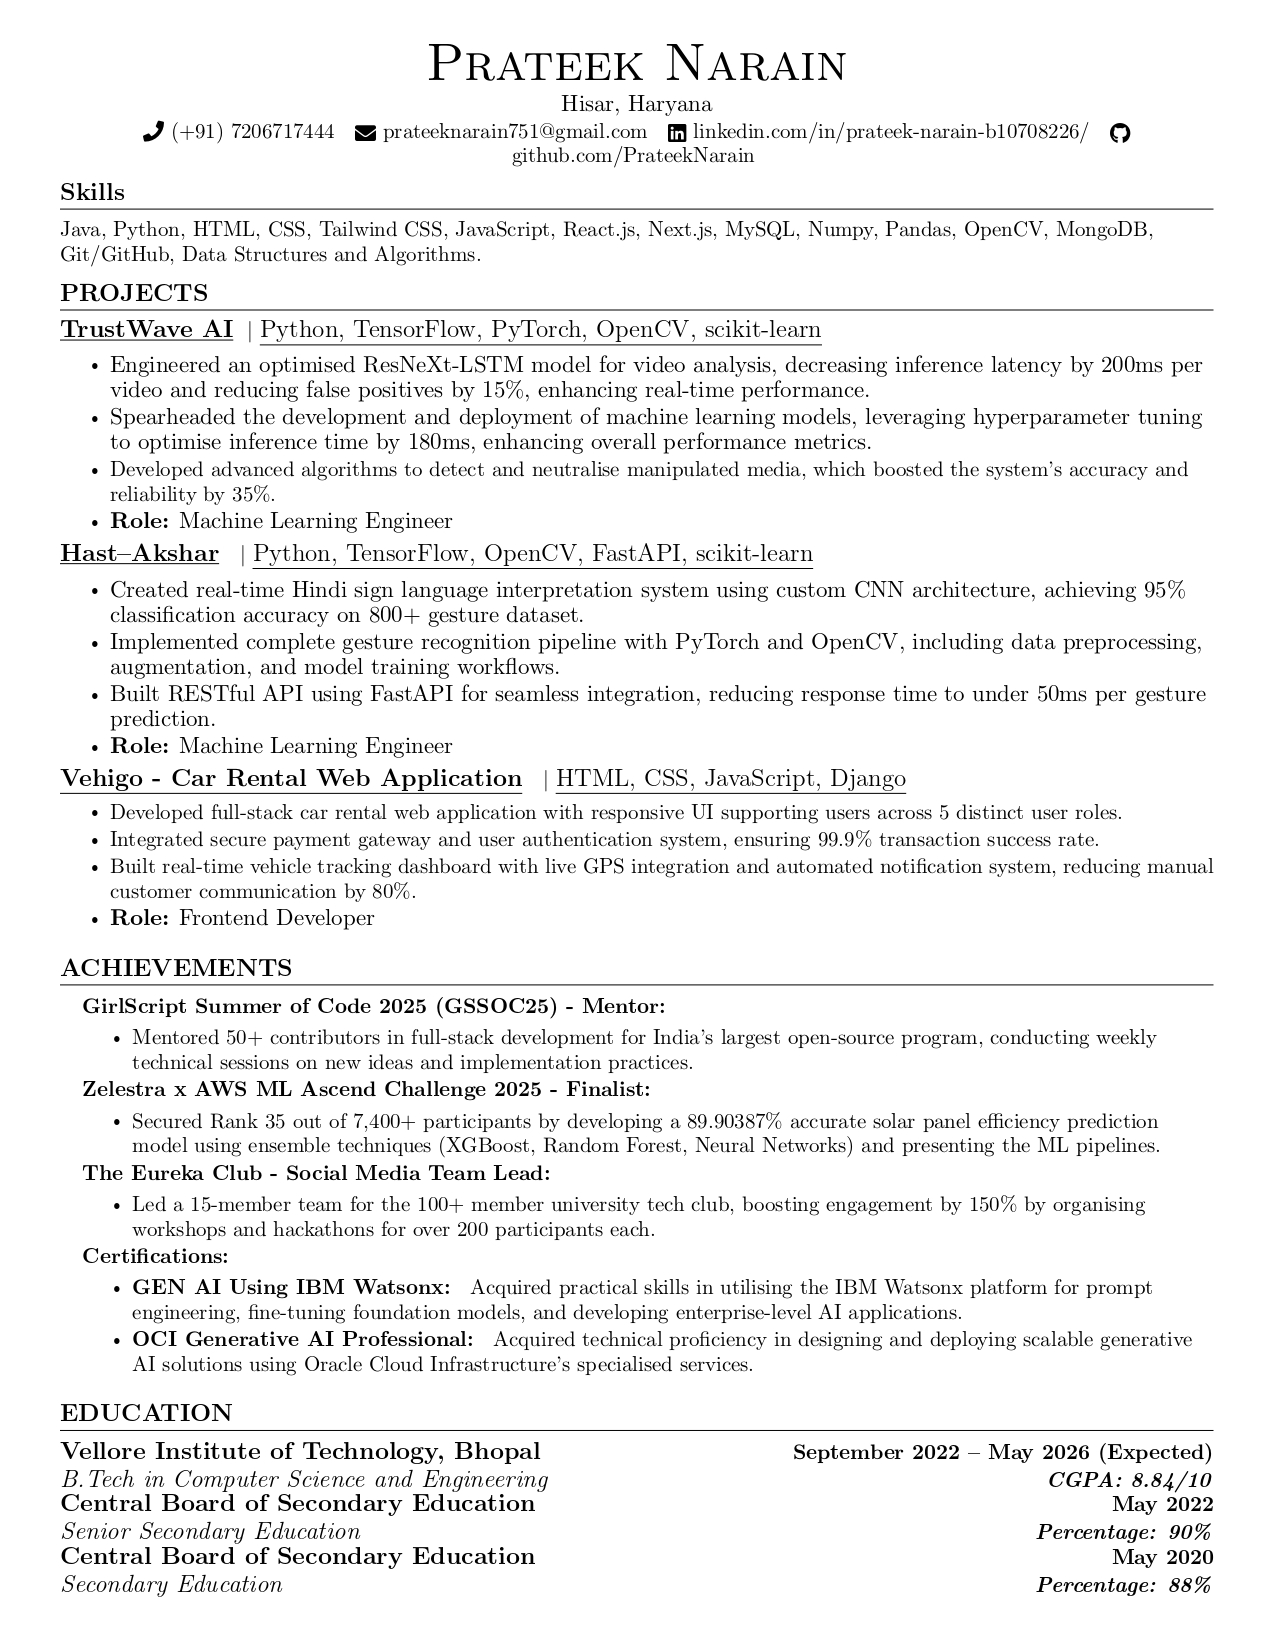 Prateek Narain
Hisar, Haryana
(+91) 7206717444 prateeknarain751@gmail.com linkedin.com/in/prateek-narain-b10708226/
github.com/PrateekNarain
Skills
Java, Python, HTML, CSS, Tailwind CSS, JavaScript, React.js, Next.js, MySQL, Numpy, Pandas, OpenCV, MongoDB,
Git/GitHub, Data Structures and Algorithms.
PROJECTS
TrustWave AI | Python, TensorFlow, PyTorch, OpenCV, scikit-learn
• Engineered an optimised ResNeXt-LSTM model for video analysis, decreasing inference latency by 200ms per
video and reducing false positives by 15%, enhancing real-time performance.
• Spearheaded the development and deployment of machine learning models, leveraging hyperparameter tuning
to optimise inference time by 180ms, enhancing overall performance metrics.
• Developed advanced algorithms to detect and neutralise manipulated media, which boosted the system's accuracy and
reliability by 35%.
• Role: Machine Learning Engineer
Hast–Akshar | Python, TensorFlow, OpenCV, FastAPI, scikit-learn
• Created real-time Hindi sign language interpretation system using custom CNN architecture, achieving 95%
classification accuracy on 800+ gesture dataset.
• Implemented complete gesture recognition pipeline with PyTorch and OpenCV, including data preprocessing,
augmentation, and model training workflows.
• Built RESTful API using FastAPI for seamless integration, reducing response time to under 50ms per gesture
prediction.
• Role: Machine Learning Engineer
Vehigo - Car Rental Web Application | HTML, CSS, JavaScript, Django
• Developed full-stack car rental web application with responsive UI supporting users across 5 distinct user roles.
• Integrated secure payment gateway and user authentication system, ensuring 99.9% transaction success rate.
• Built real-time vehicle tracking dashboard with live GPS integration and automated notification system, reducing manual
customer communication by 80%.
• Role: Frontend Developer
ACHIEVEMENTS
GirlScript Summer of Code 2025 (GSSOC25) - Mentor:
• Mentored 50+ contributors in full-stack development for India's largest open-source program, conducting weekly
technical sessions on new ideas and implementation practices.
Zelestra x AWS ML Ascend Challenge 2025 - Finalist:
• Secured Rank 35 out of 7,400+ participants by developing a 89.90387% accurate solar panel efficiency prediction
model using ensemble techniques (XGBoost, Random Forest, Neural Networks) and presenting the ML pipelines.
The Eureka Club - Social Media Team Lead:
• Led a 15-member team for the 100+ member university tech club, boosting engagement by 150% by organising
workshops and hackathons for over 200 participants each.
Certifications:
• GEN AI Using IBM Watsonx: Acquired practical skills in utilising the IBM Watsonx platform for prompt
engineering, fine-tuning foundation models, and developing enterprise-level AI applications.
• OCI Generative AI Professional: Acquired technical proficiency in designing and deploying scalable generative
AI solutions using Oracle Cloud Infrastructure's specialised services.
EDUCATION
Vellore Institute of Technology, Bhopal September 2022 – May 2026 (Expected)
B.Tech in Computer Science and Engineering CGPA: 8.84/10
Central Board of Secondary Education May 2022
Senior Secondary Education Percentage: 90%
Central Board of Secondary Education May 2020
Secondary Education Percentage: 88%